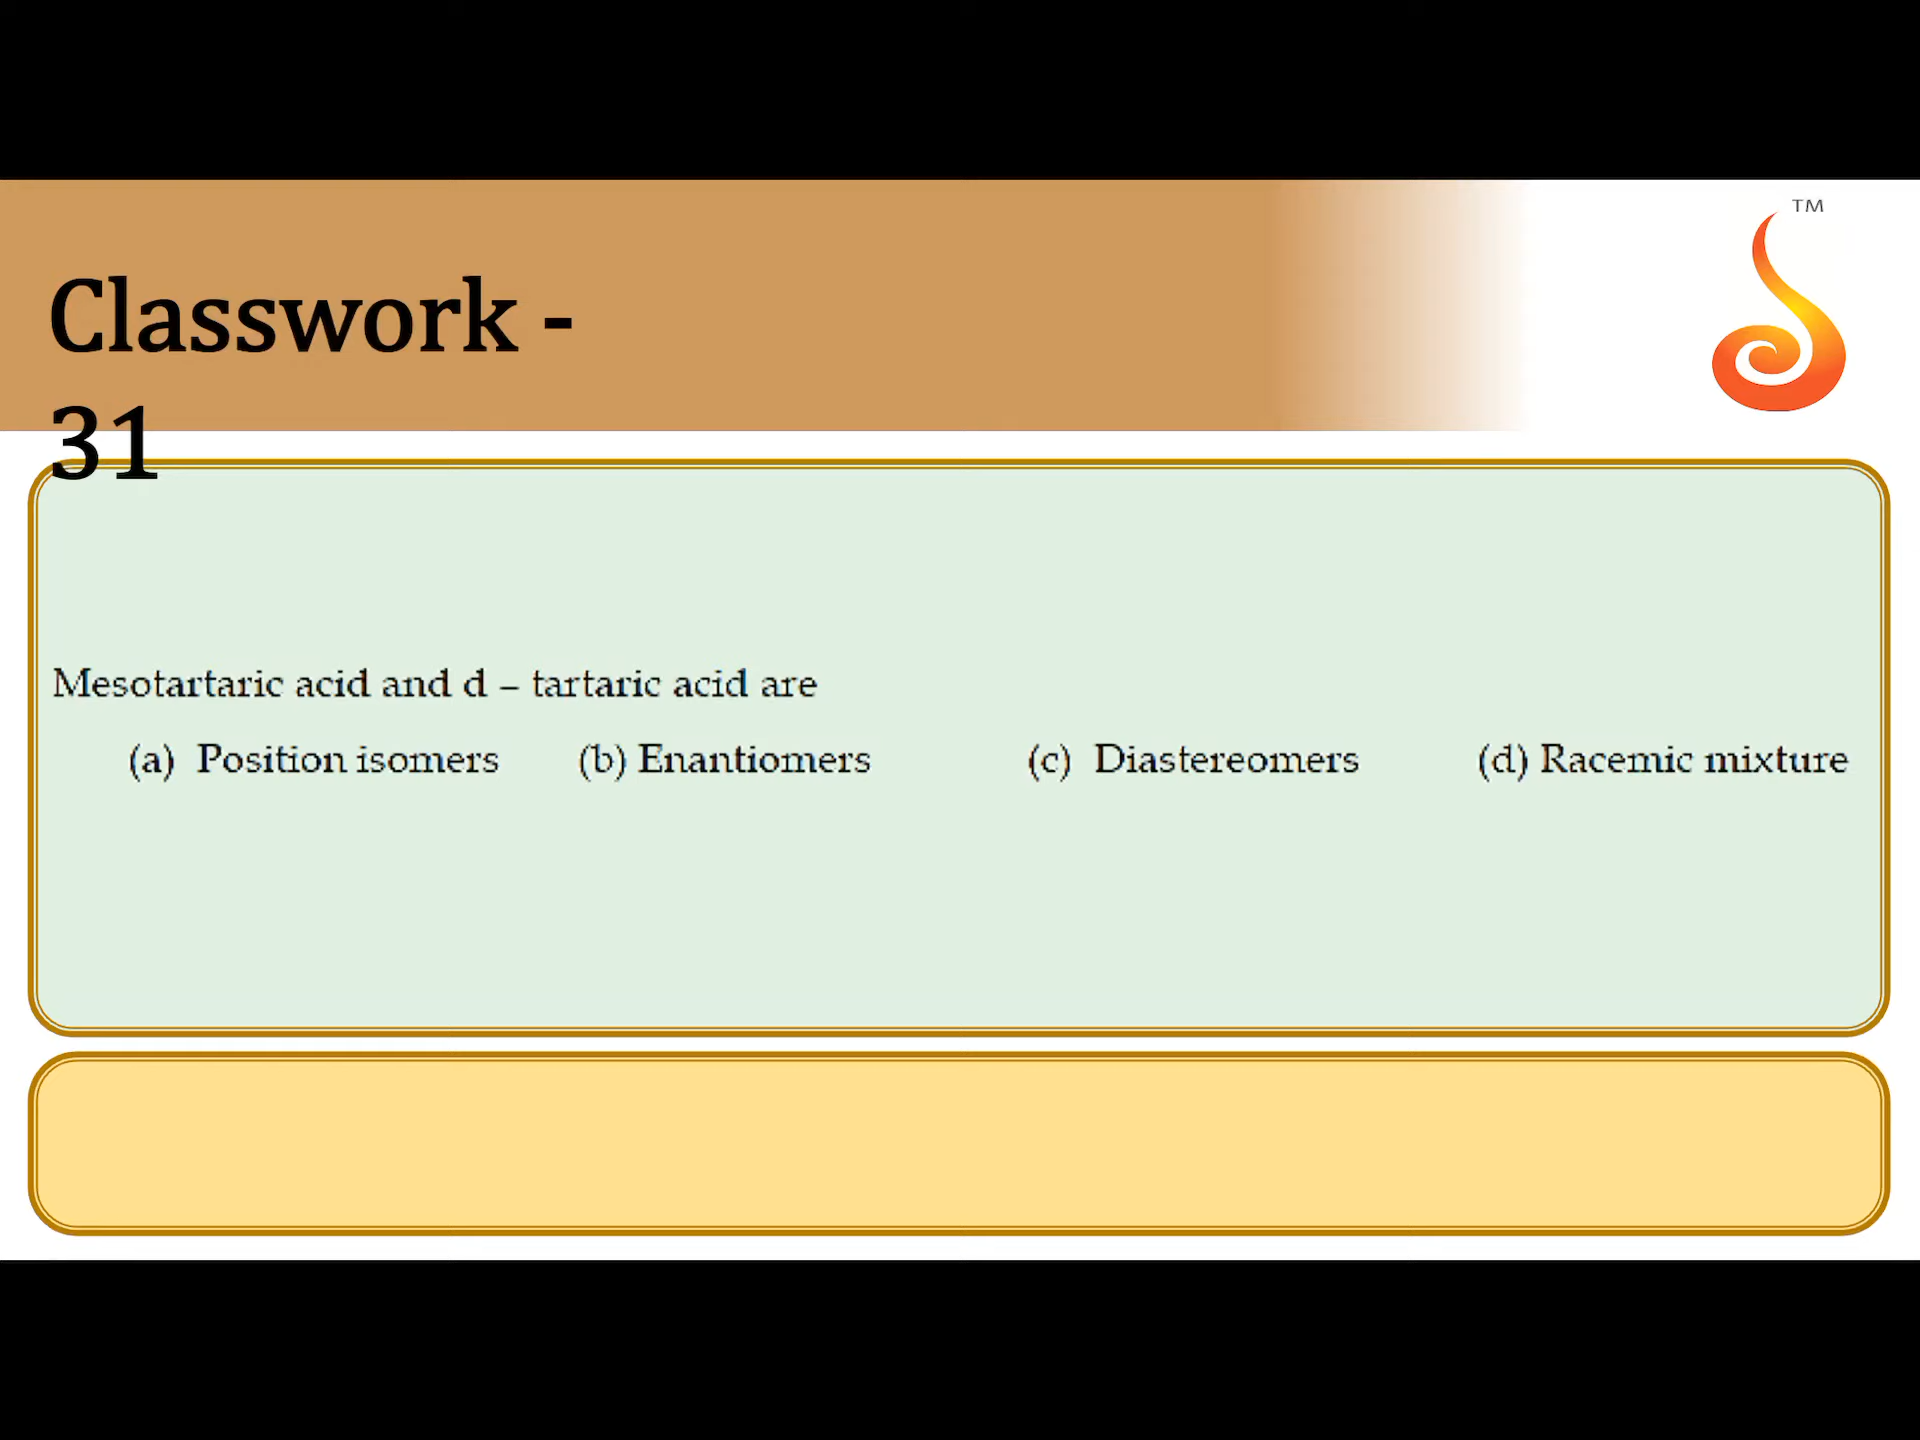 TM
Classwork -
31
Mesotartaric acid and d – tartaric acid are
(a) Position isomers (b) Enantiomers (c) Diastereomers (d) Racemic mixture